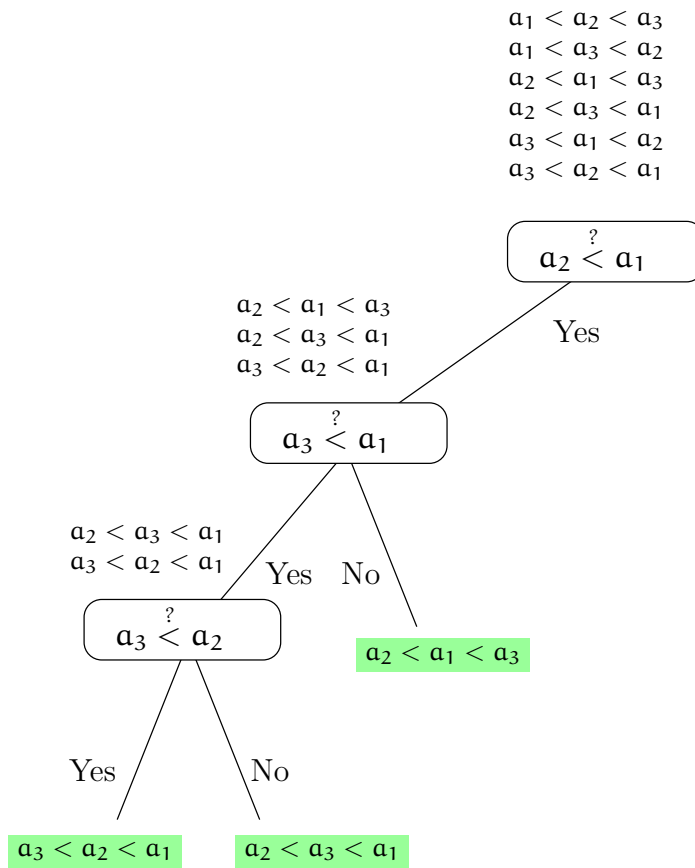 a₁ < a₂ < a₃
a₁ < a₃ < a₂
a₂ < a₁ < a₃
a₂ < a₃ < a₁
a₃ < a₁ < a₂
a₃ < a₂ < a₁
?
a₂ < a₁
Yes
a₂ < a₁ < a₃
a₂ < a₃ < a₁
a₃ < a₂ < a₁
?
a₃ < a₁
Yes
No
a₂ < a₃ < a₁
a₃ < a₂ < a₁
?
a₃ < a₂
a₂ < a₁ < a₃
Yes
No
a₃ < a₂ < a₁
a₂ < a₃ < a₁